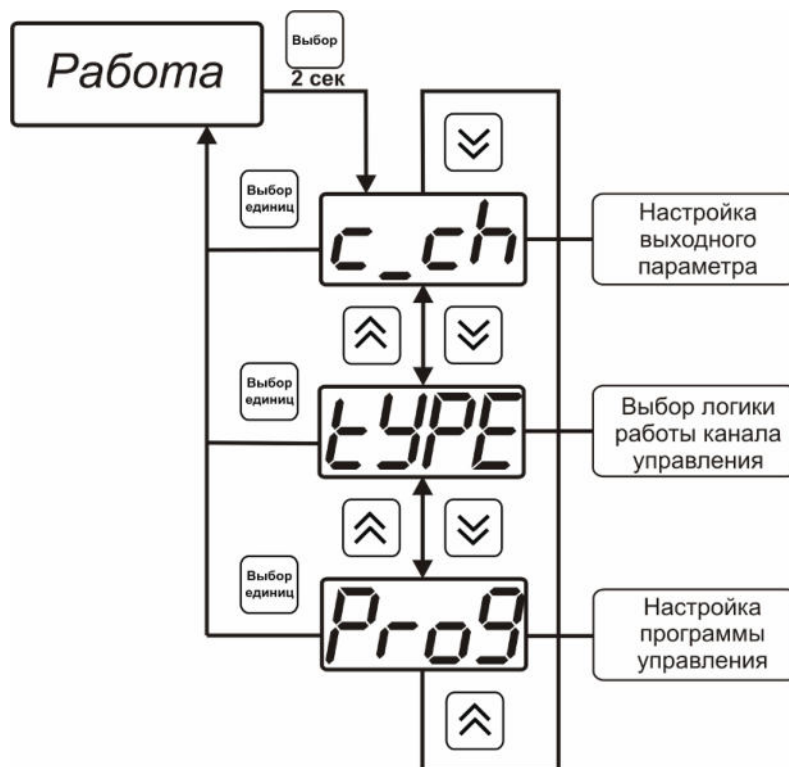 Работа
Выбор
2 сек
Выбор
единиц
c_ch
Настройка
выходного
параметра
Выбор
единиц
tYPE
Выбор логики
работы канала
управления
Выбор
единиц
Prog
Настройка
программы
управления